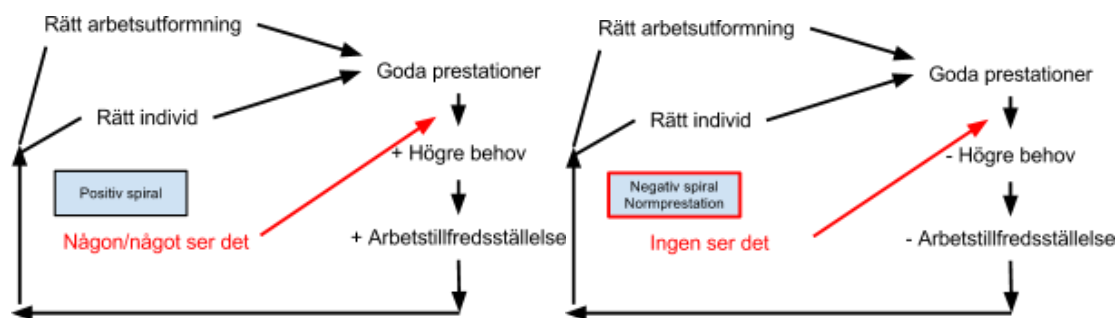 Rätt arbetsutformning
Goda prestationer
Rätt individ
+ Högre behov
Positiv spiral
Någon/något ser det
+ Arbetstillfredsställelse
Rätt arbetsutformning
Goda prestationer
Rätt individ
- Högre behov
Negativ spiral
Normprestation
Ingen ser det
- Arbetstillfredsställelse